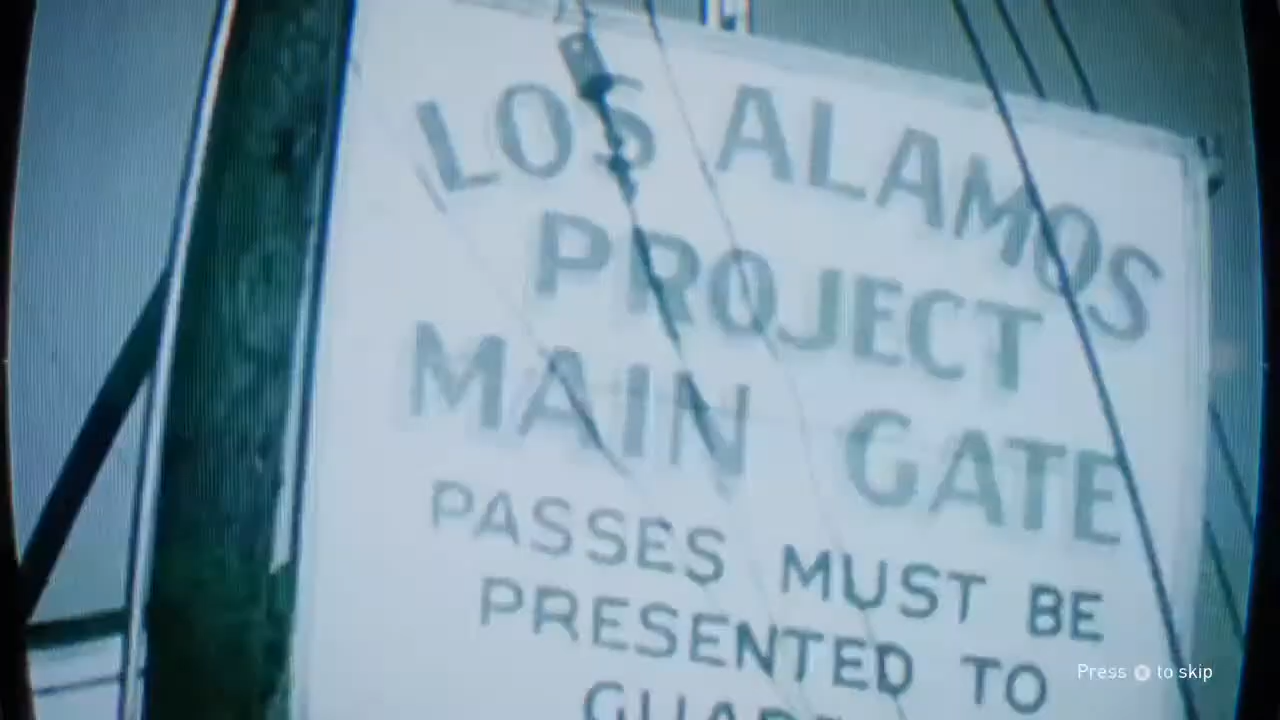 LOS ALAMOS
PROJECT
MAIN GATE
PASSES MUST BE
PRESENTED TO
Press to skip